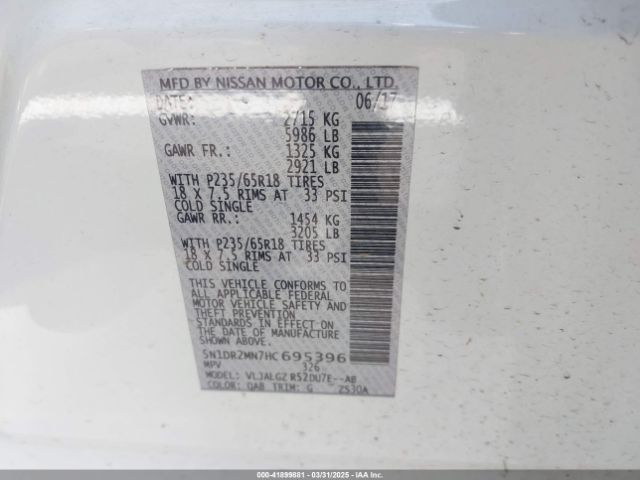 MFD BY NISSAN MOTOR CO., LTD.
DATE: 06/17
GVWR: 2715 KG
5986 LB
GAWR FR.: 1325 KG
2921 LB
WITH P235/65R18 TIRES
18 X 7.5 RIMS AT 33 PSI
COLD SINGLE
GAWR RR.: 1454 KG
3205 LB
WITH P235/65R18 TIRES
18 X 7.5 RIMS AT 33 PSI
COLD SINGLE
THIS VEHICLE CONFORMS TO
ALL APPLICABLE FEDERAL
MOTOR VEHICLE SAFETY AND
THEFT PREVENTION
STANDARDS IN EFFECT ON
THE DATE OF MANUFACTURE
SHOWN ABOVE.
5N1DR2MN7HC695396
MPV 326
MODEL: VLJALGZ R52DU7E--AB
COLOR: QAB TRIM: G ZS30A
000-41899881 - 03/31/2025 - IAAI.CA